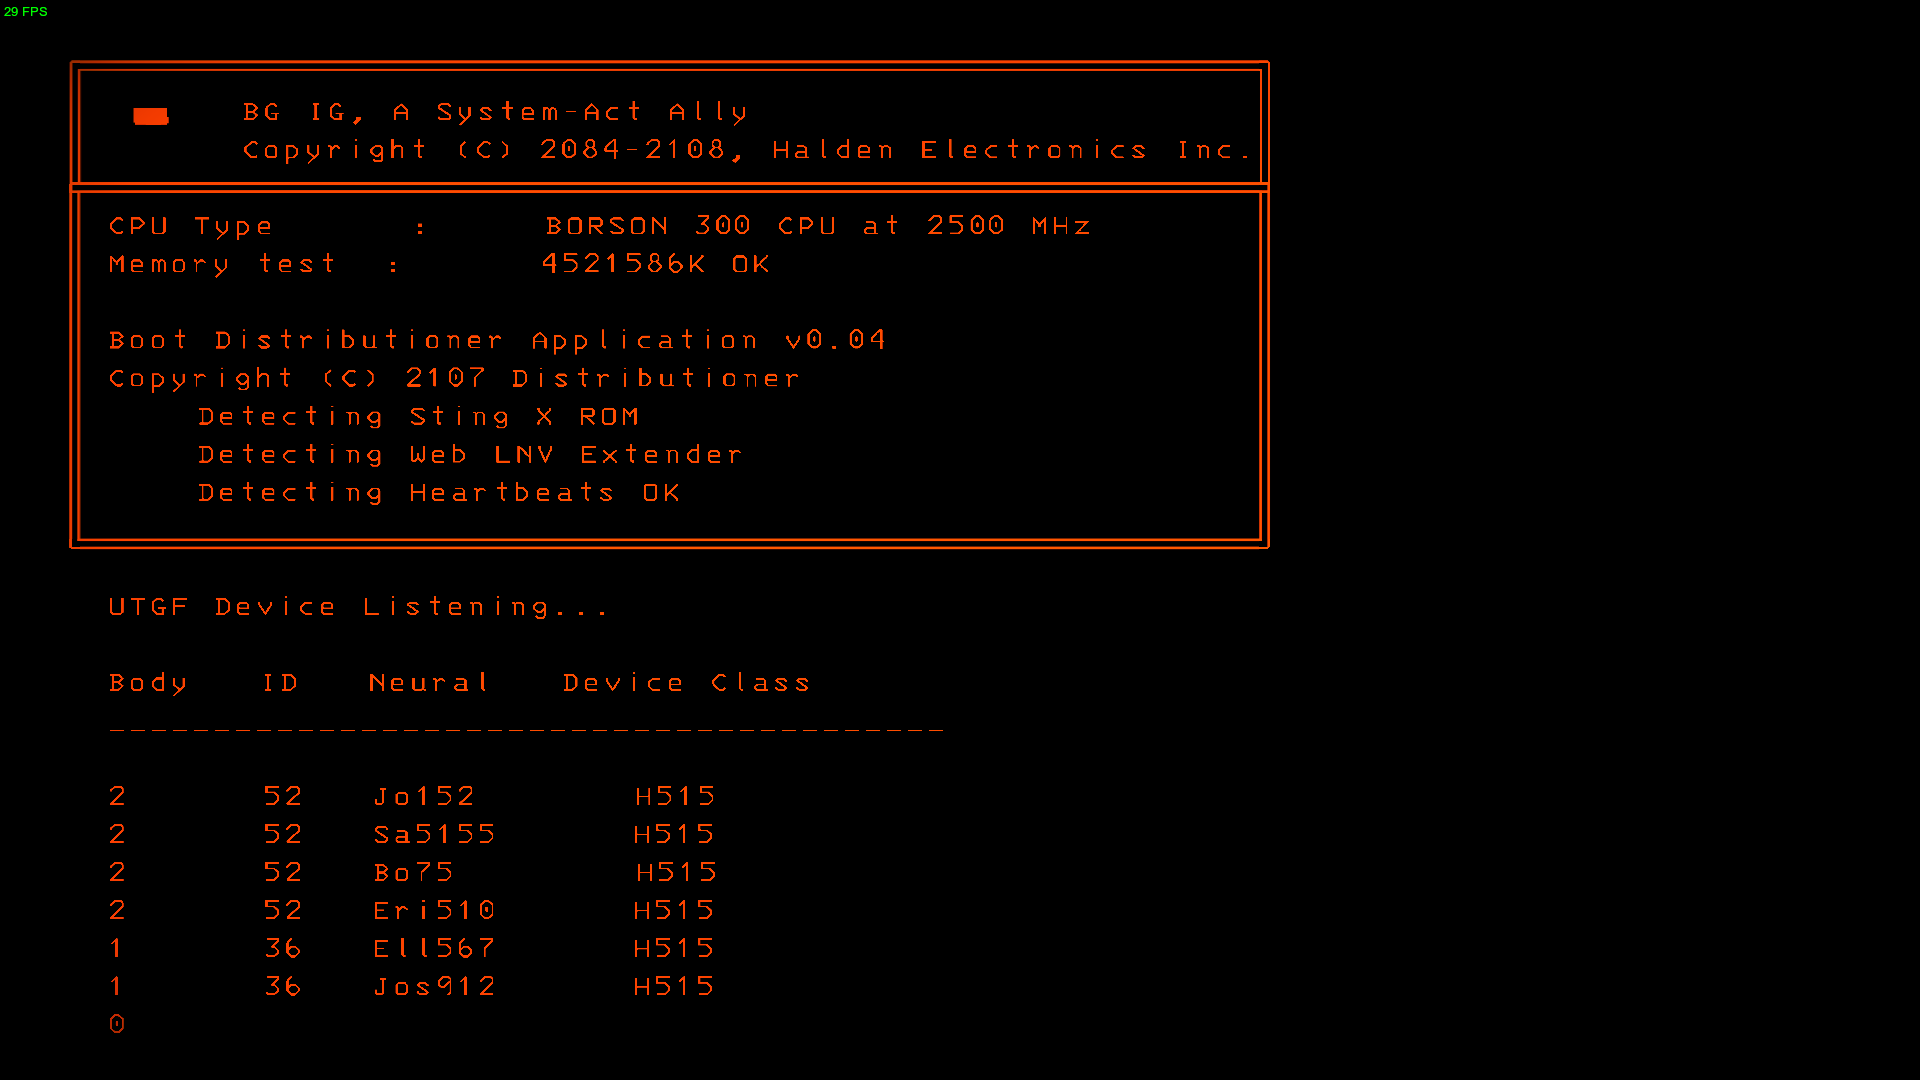 29 FPS
BG IG, A System-Act Ally
Copyright (C) 2084-2108, Halden Electronics Inc.
CPU Type : BORSON 300 CPU at 2500 MHz
Memory test : 4521586K OK
Boot Distributioner Application v0.04
Copyright (C) 2107 Distributioner
Detecting Sting X ROM
Detecting Web LNV Extender
Detecting Heartbeats OK
UTGF Device Listening...
Body ID Neural Device Class
----------------------------------------
2 52 Jo152 H515
2 52 Sa5155 H515
2 52 Bo75 H515
2 52 Eri510 H515
1 36 Ell567 H515
1 36 Jos912 H515
0